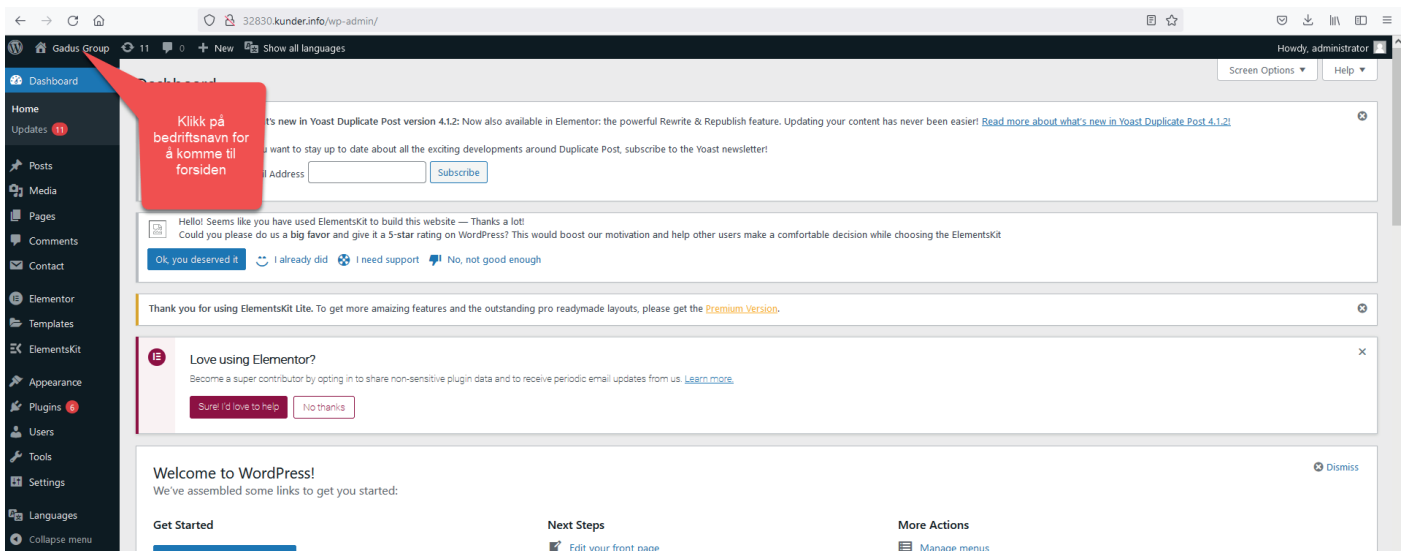 32830.kunder.info/wp-admin/
Gadus Group 11 0 New Show all languages Howdy, administrator
Screen Options Help
Dashboard
Home
Updates 11
Posts
Media
Pages
Comments
Contact
Elementor
Templates
ElementsKit
Appearance
Plugins 6
Users
Tools
Settings
Languages
Collapse menu
Klikk på
bedriftsnavn for
å komme til
forsiden
new in Yoast Duplicate Post version 4.1.2: Now also available in Elementor: the powerful Rewrite & Republish feature. Updating your content has never been easier! Read more about what's new in Yoast Duplicate Post 4.1.2!
want to stay up to date about all the exciting developments around Duplicate Post, subscribe to the Yoast newsletter!
Address Subscribe
Hello! Seems like you have used ElementsKit to build this website — Thanks a lot!
Could you please do us a big favor and give it a 5-star rating on WordPress? This would boost our motivation and help other users make a comfortable decision while choosing the ElementsKit
Ok, you deserved it I already did I need support No, not good enough
Thank you for using ElementsKit Lite. To get more amaizing features and the outstanding pro readymade layouts, please get the Premium Version.
Love using Elementor?
Become a super contributor by opting in to share non-sensitive plugin data and to receive periodic email updates from us. Learn more.
Sure! I'd love to help No thanks
Welcome to WordPress!
Dismiss
We've assembled some links to get you started:
Get Started Next Steps More Actions
Edit your front page Manage menus